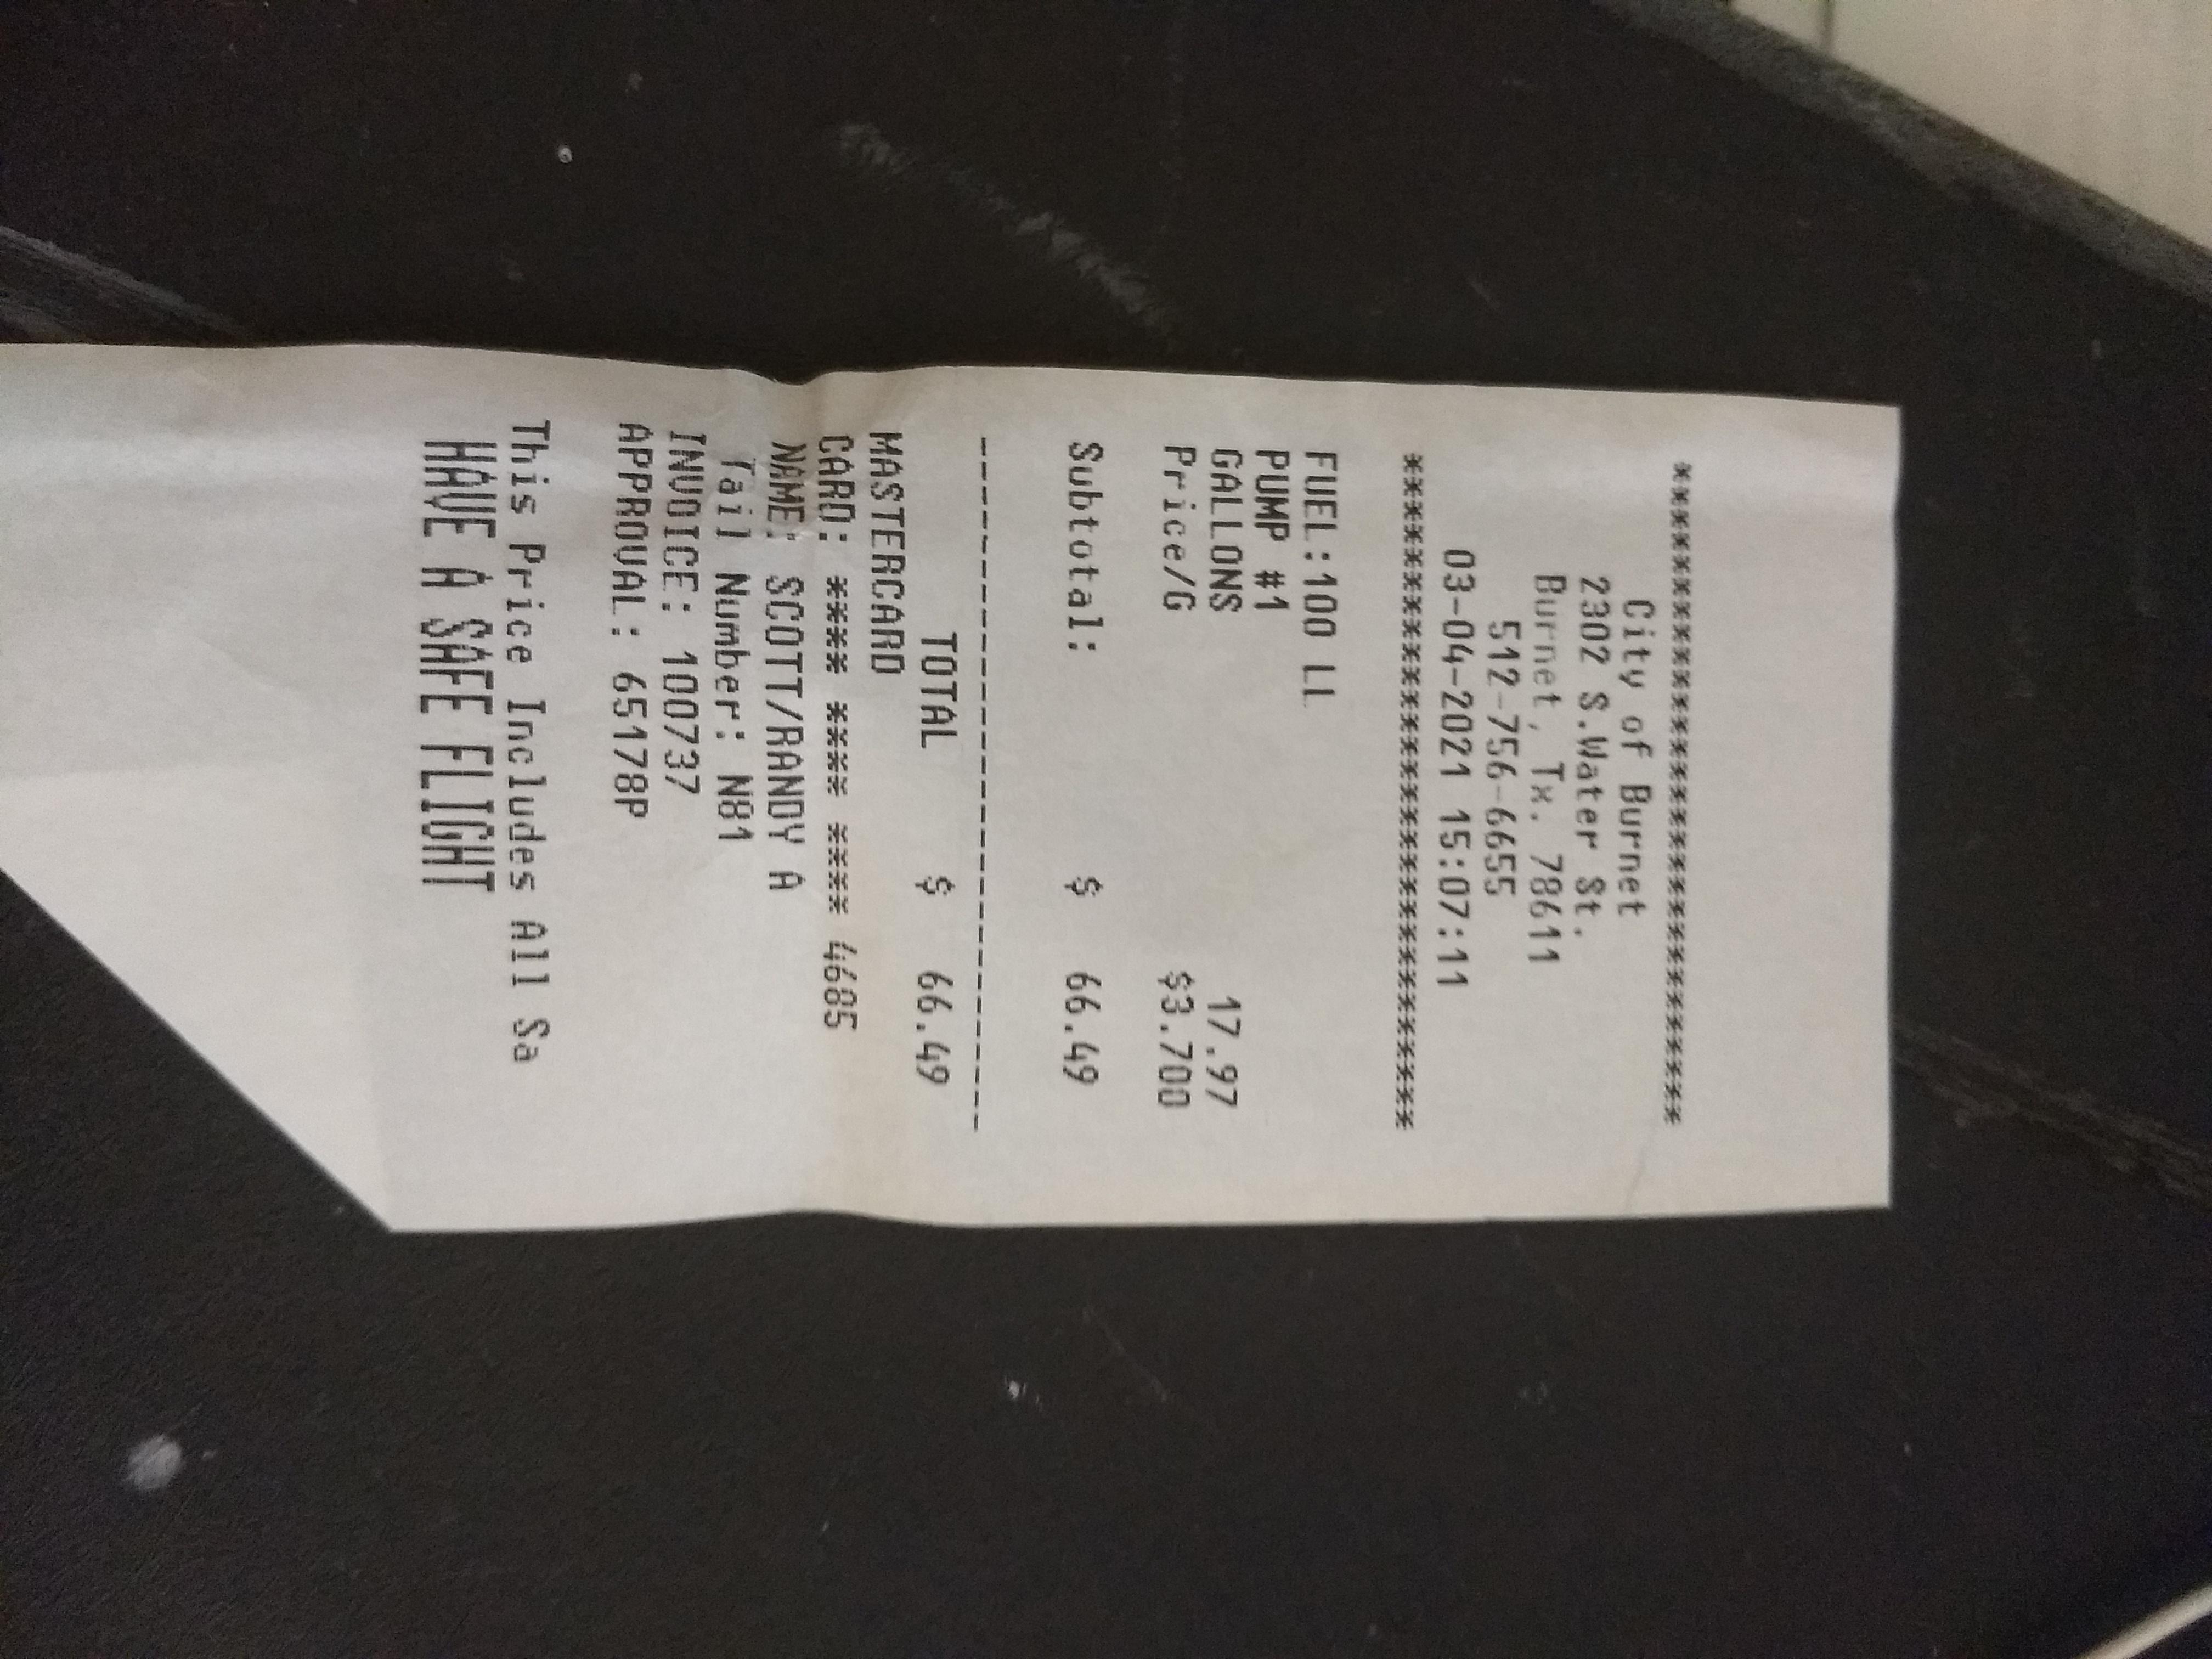 ***********************************
City of Burnet
2302 S.Water St.
Burnet, Tx. 78611
512-756-6655
03-04-2021 15:07:11
***********************************
FUEL:100 LL
PUMP #1
GALLONS 17.97
Price/G $3.700
Subtotal: $ 66.49
-----------------------------------
TOTAL $ 66.49
MASTERCARD
CARD: **** **** **** 4685
NAME: SCOTT/RANDY A
Tail Number: N81
INVOICE: 100737
APPROVAL: 65178P
This Price Includes All Sa
HAVE A SAFE FLIGHT